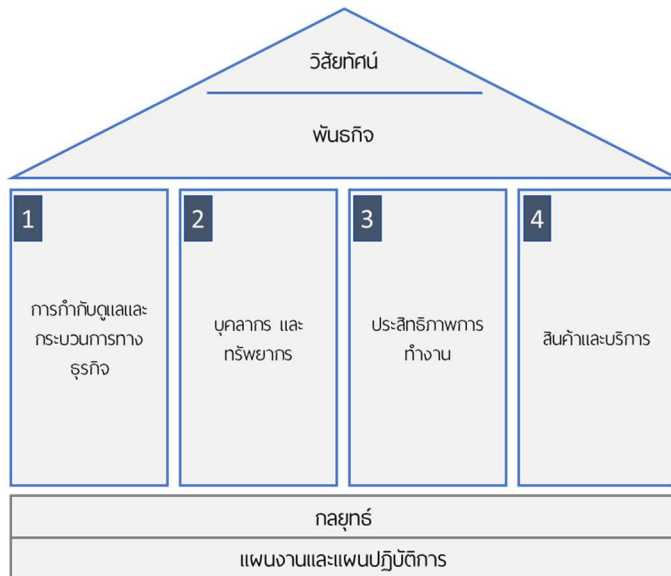 วิสัยทัศน์
พันธกิจ
1
การกำกับดูแลและ
กระบวนการทาง
ธุรกิจ
2
บุคลากร และ
ทรัพยากร
3
ประสิทธิภาพการ
ทำงาน
4
สินค้าและบริการ
กลยุทธ์
แผนงานและแผนปฏิบัติการ